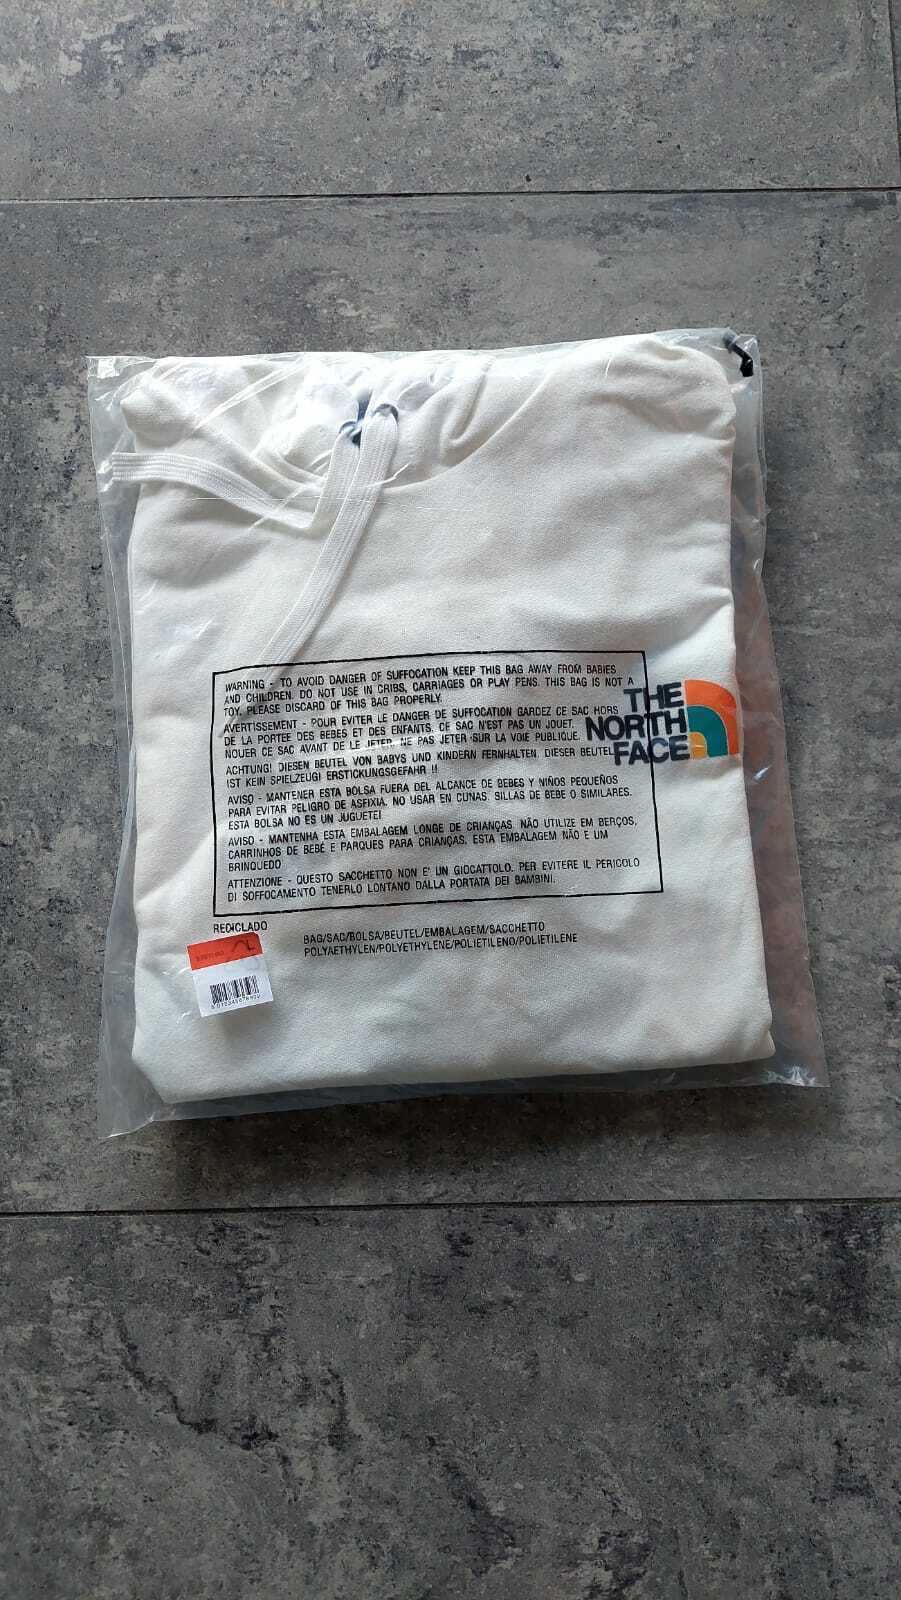 WARNING - TO AVOID DANGER OF SUFFOCATION KEEP THIS BAG AWAY FROM BABIES
AND CHILDREN. DO NOT USE IN CRIBS, CARRIAGES OR PLAY PENS. THIS BAG IS NOT A
TOY. PLEASE DISCARD OF THIS BAG PROPERLY.
AVERTISSEMENT - POUR EVITER LE DANGER DE SUFFOCATION GARDEZ CE SAC HORS
DE LA PORTEE DES BEBES ET DES ENFANTS. CE SAC N'EST PAS UN JOUET.
NOUER CE SAC AVANT DE LE JETER. NE PAS JETER SUR LA VOIE PUBLIQUE.
ACHTUNG! DIESEN BEUTEL VON BABYS UND KINDERN FERNHALTEN. DIESER BEUTEL
IST KEIN SPIELZEUG! ERSTICKUNGSGEFAHR !!
AVISO - MANTENER ESTA BOLSA FUERA DEL ALCANCE DE BEBES Y NIÑOS PEQUEÑOS
PARA EVITAR PELIGRO DE ASFIXIA. NO USAR EN CUNAS. SILLAS DE BEBE O SIMILARES.
ESTA BOLSA NO ES UN JUGUETE!
AVISO - MANTENHA ESTA EMBALAGEM LONGE DE CRIANÇAS. NÃO UTILIZE EM BERÇOS,
CARRINHOS DE BEBÉ E PARQUES PARA CRIANÇAS. ESTA EMBALAGEM NÃO E UM
BRINQUEDO
ATTENZIONE - QUESTO SACCHETTO NON E' UN GIOCATTOLO. PER EVITERE IL PERICOLO
DI SOFFOCAMENTO TENERLO LONTANO DALLA PORTATA DEI BAMBINI.
THE
NORTH
FACE
REDICLADO
BAG/SAC/BOLSA/BEUTEL/EMBALAGEM/SACCHETTO
POLYAETHYLEN/POLYETHYLENE/POLIETILENO/POLIETILENE
L